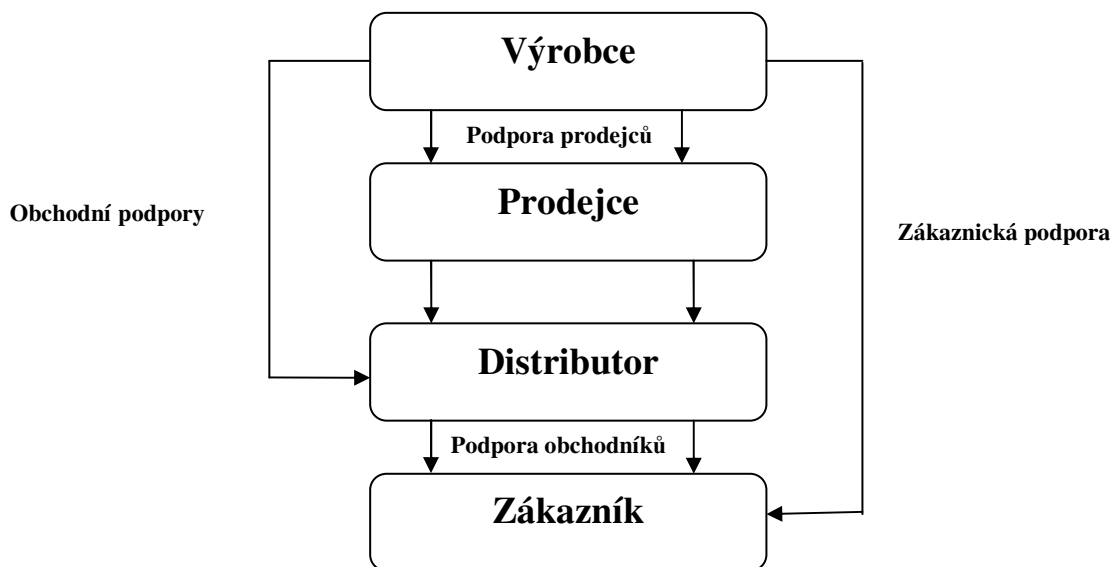 Výrobce
Podpora prodejců
Prodejce
Obchodní podpory
Zákaznická podpora
Distributor
Podpora obchodníků
Zákazník